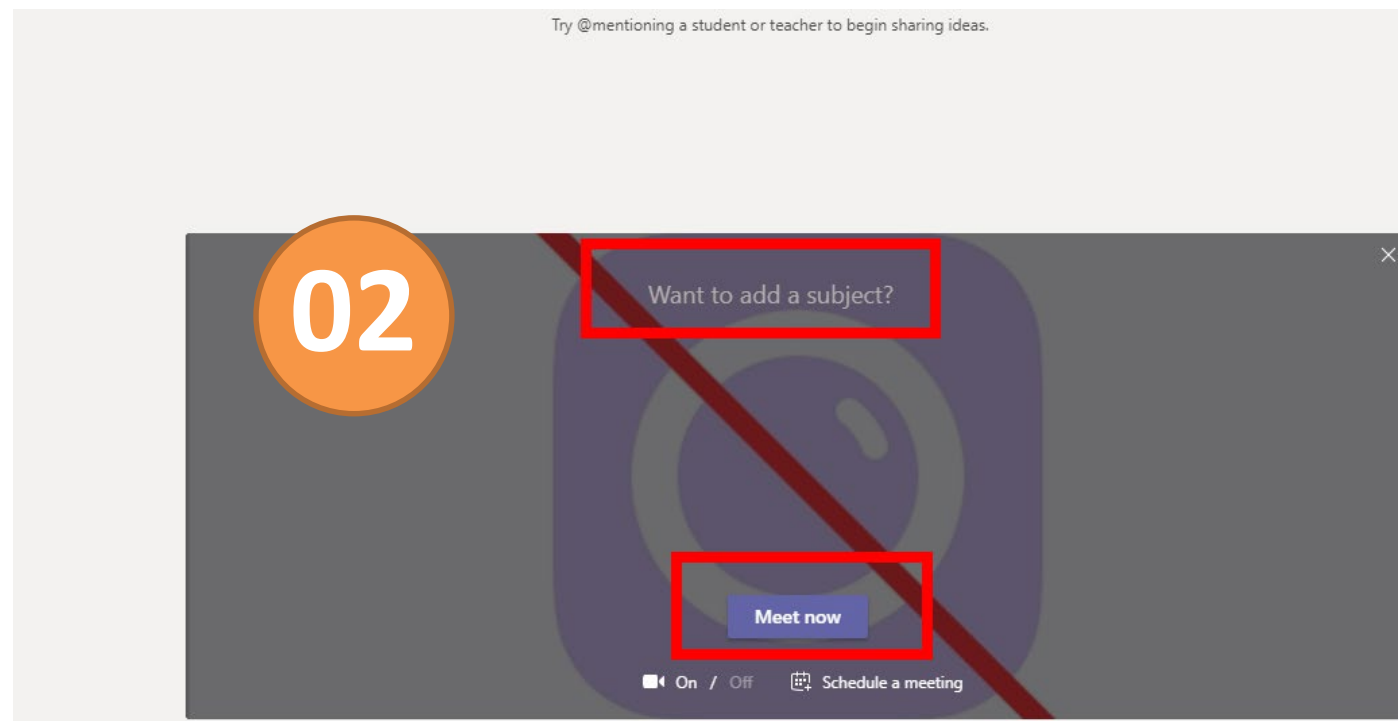 Try @mentioning a student or teacher to begin sharing ideas.
02
Want to add a subject?
Meet now
On / Off Schedule a meeting